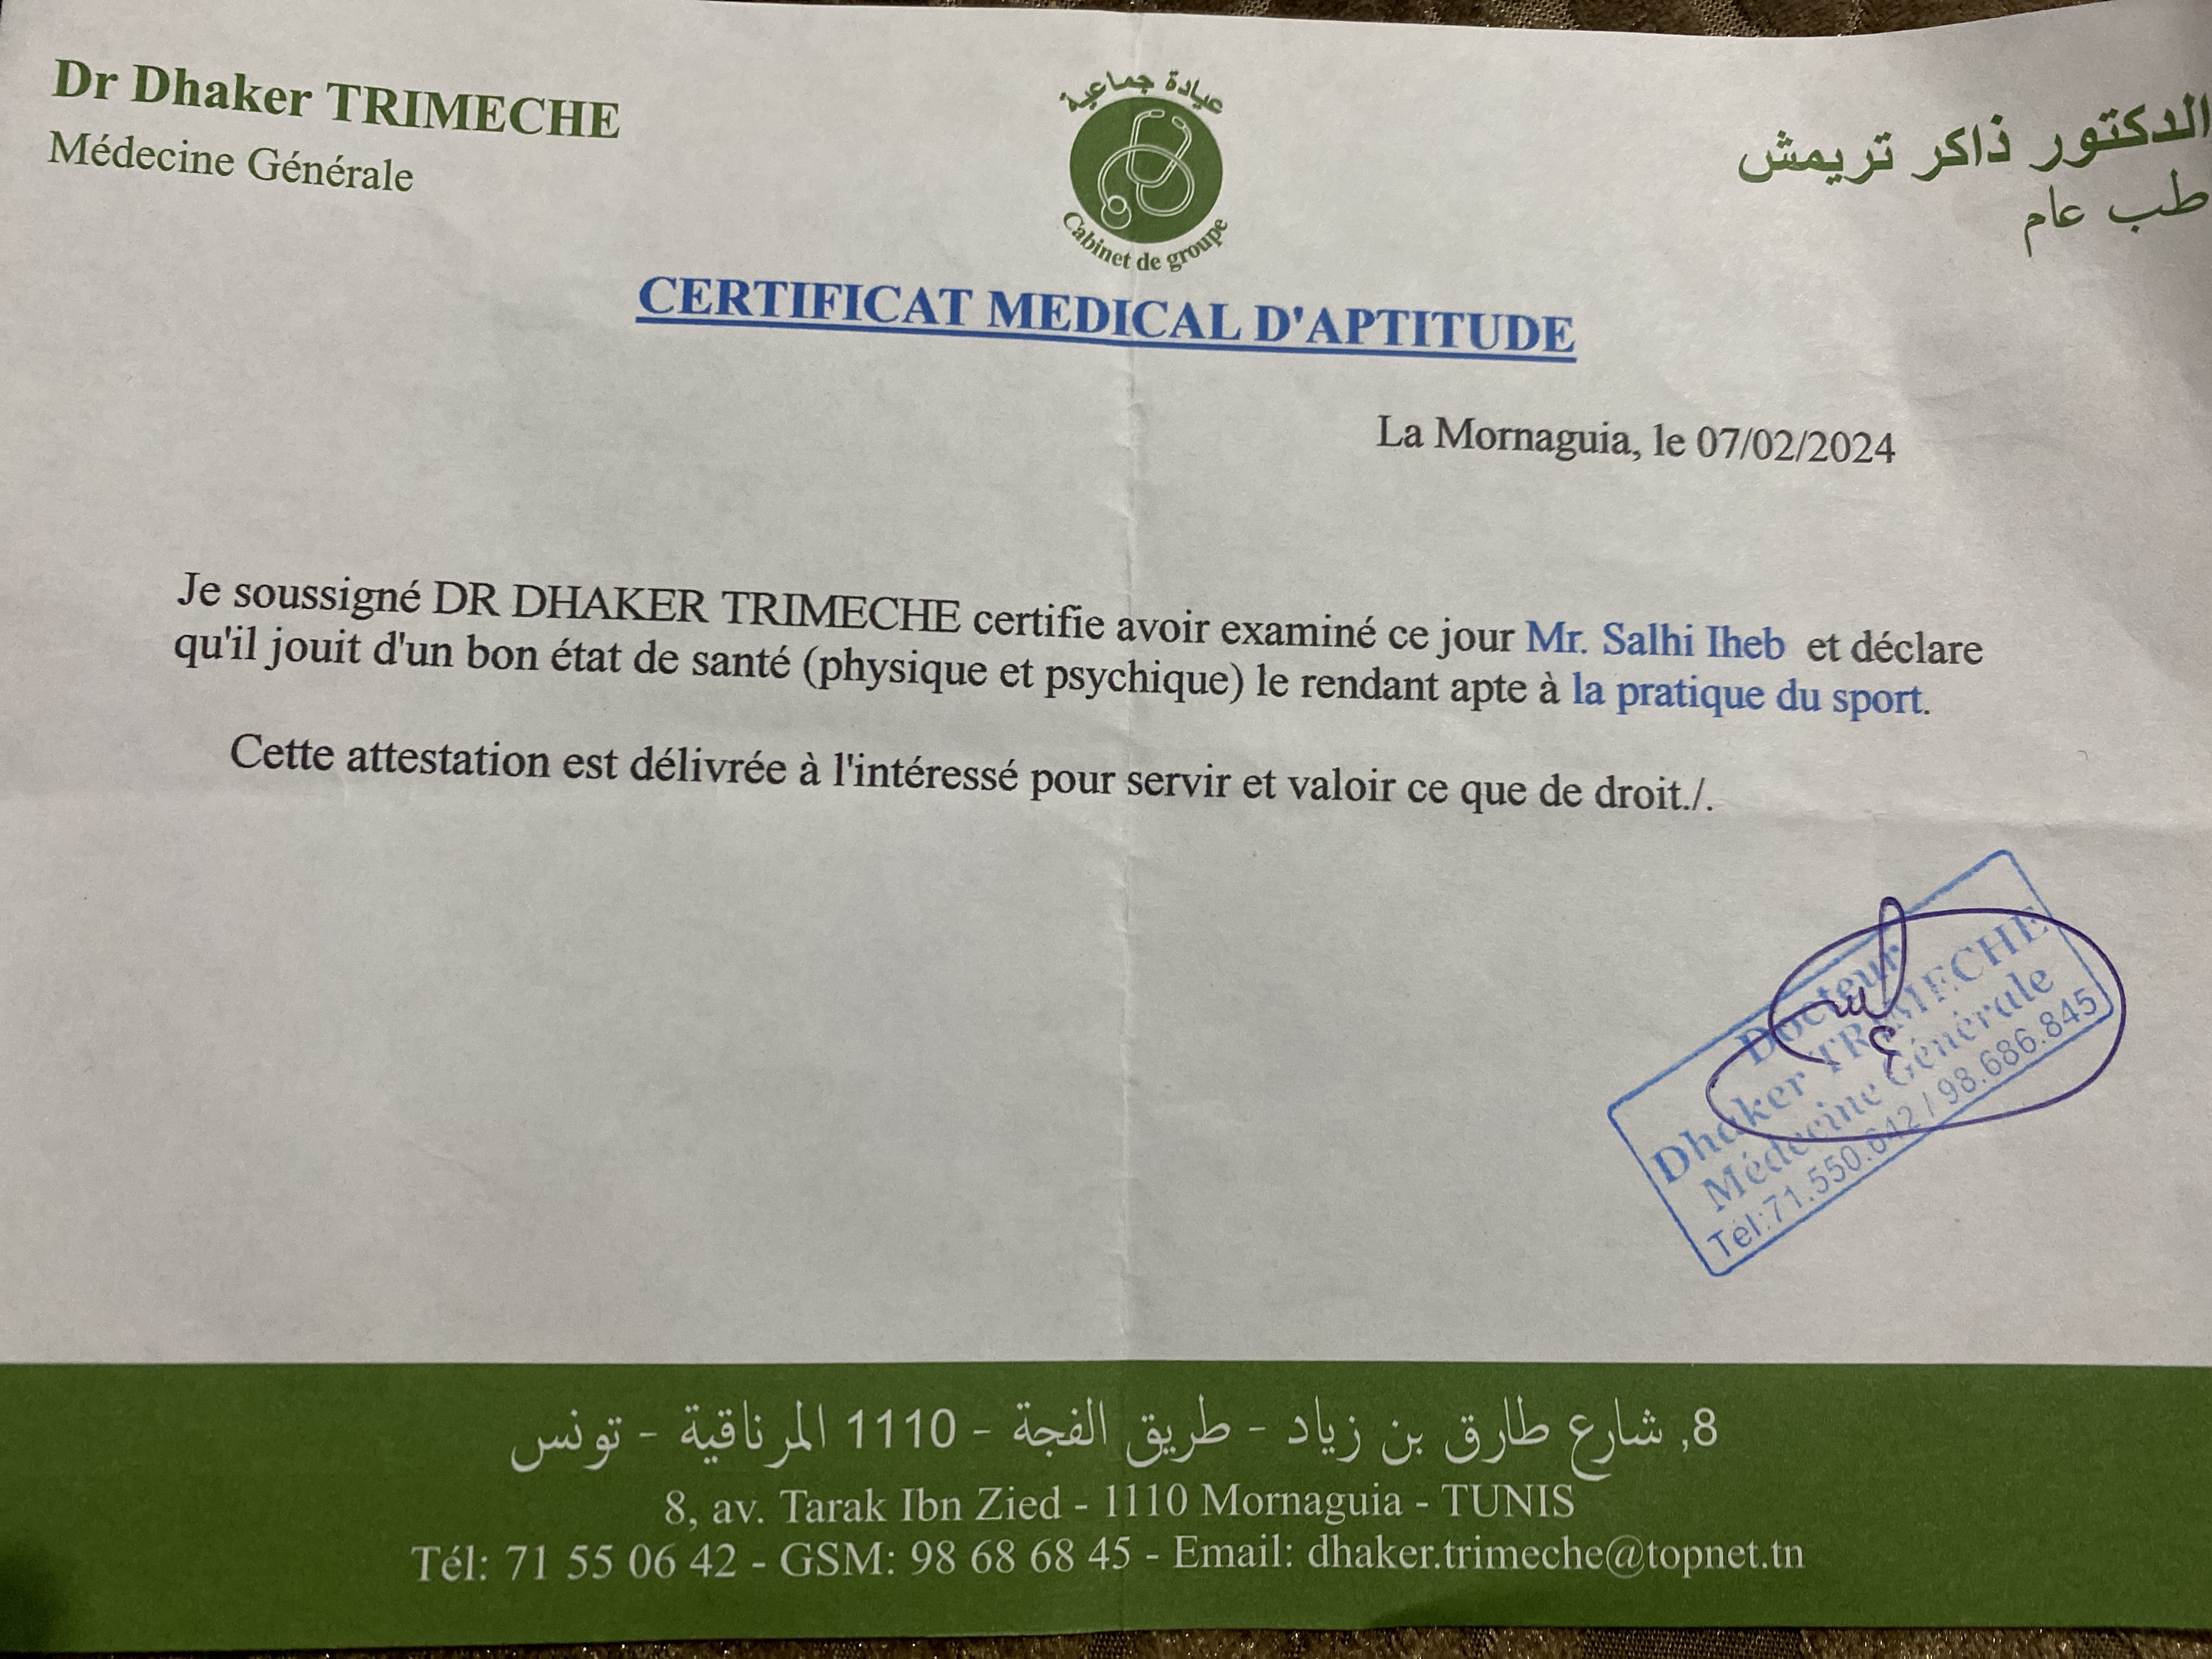 Dr Dhaker TRIMECHE
Médecine Générale
عيادة جماعية
Cabinet de groupe
الدكتور ذاكر تريمش
طب عام
CERTIFICAT MEDICAL D'APTITUDE
La Mornaguia, le 07/02/2024
Je soussigné DR DHAKER TRIMECHE certifie avoir examiné ce jour Mr. Salhi Iheb et déclare
qu'il jouit d'un bon état de santé (physique et psychique) le rendant apte à la pratique du sport.
Cette attestation est délivrée à l'intéressé pour servir et valoir ce que de droit./.
Docteur
Dhaker TRIMECHE
Médecine Générale
Tél:71.550.642 / 98.686.845
8, شارع طارق بن زياد - طريق الفجة - 1110 المرناقية - تونس
8, av. Tarak Ibn Zied - 1110 Mornaguia - TUNIS
Tél: 71 55 06 42 - GSM: 98 68 68 45 - Email: dhaker.trimeche@topnet.tn